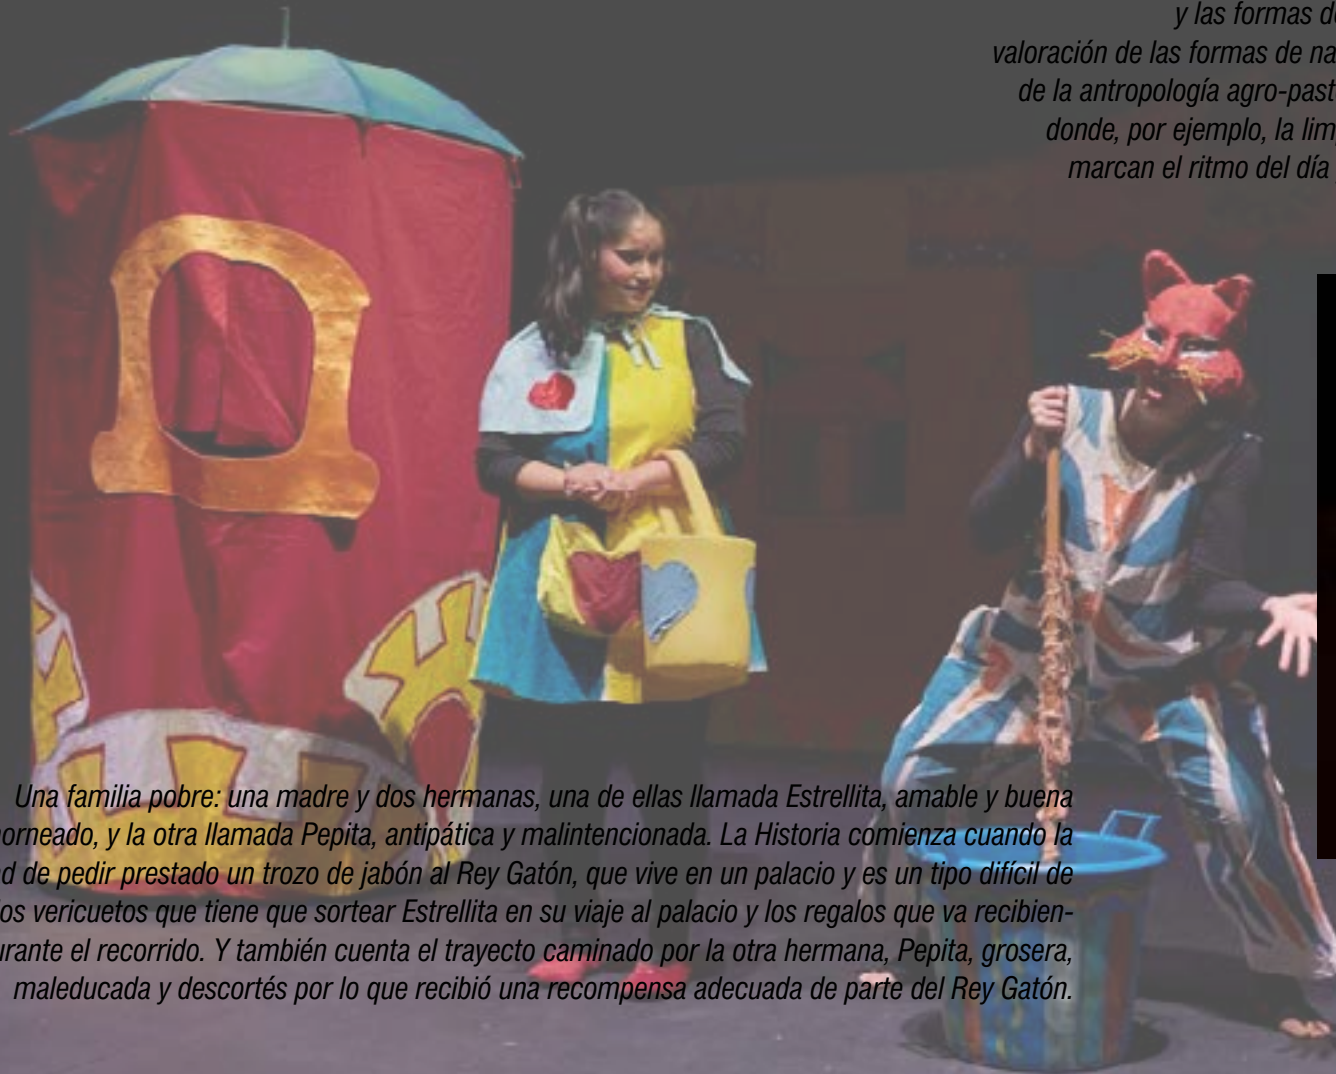 y las formas de
valoración de las formas de na
de la antropología agro-past
donde, por ejemplo, la lim
marcan el ritmo del día
Una familia pobre: una madre y dos hermanas, una de ellas llamada Estrellita, amable y buena
orneado, y la otra llamada Pepita, antipática y malintencionada. La Historia comienza cuando la
d de pedir prestado un trozo de jabón al Rey Gatón, que vive en un palacio y es un tipo difícil de
los vericuetos que tiene que sortear Estrellita en su viaje al palacio y los regalos que va recibien-
urante el recorrido. Y también cuenta el trayecto caminado por la otra hermana, Pepita, grosera,
maleducada y descortés por lo que recibió una recompensa adecuada de parte del Rey Gatón.